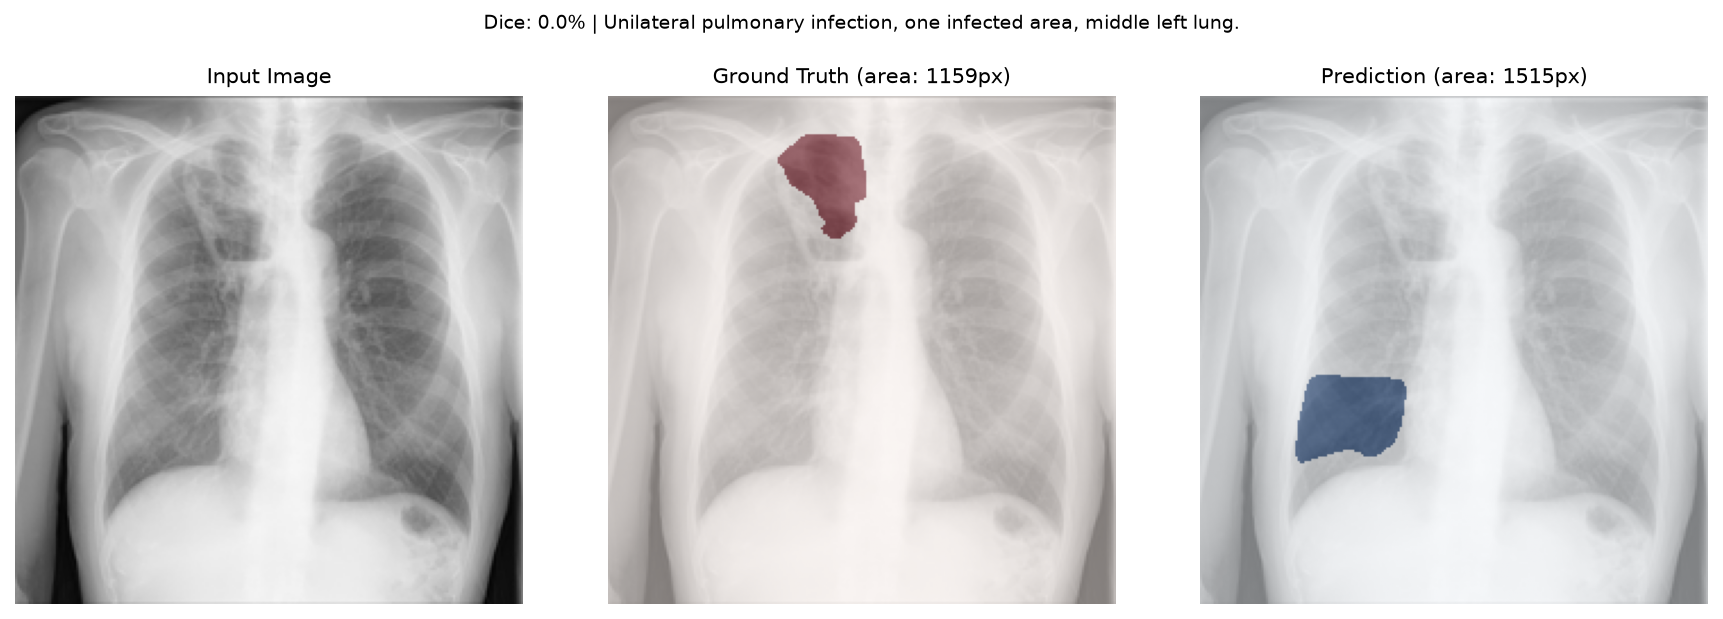 Dice: 0.0% | Unilateral pulmonary infection, one infected area, middle left lung.
Input Image
Ground Truth (area: 1159px)
Prediction (area: 1515px)